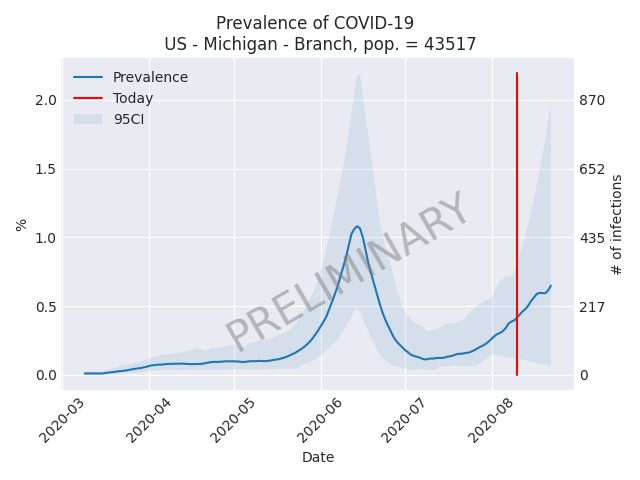 Prevalence of COVID-19
US - Michigan - Branch, pop. = 43517
Prevalence
Today
95CI
PRELIMINARY
%
2.0
1.5
1.0
0.5
0.0
870
652
435
217
0
# of infections
2020-03
2020-04
2020-05
2020-06
2020-07
2020-08
Date